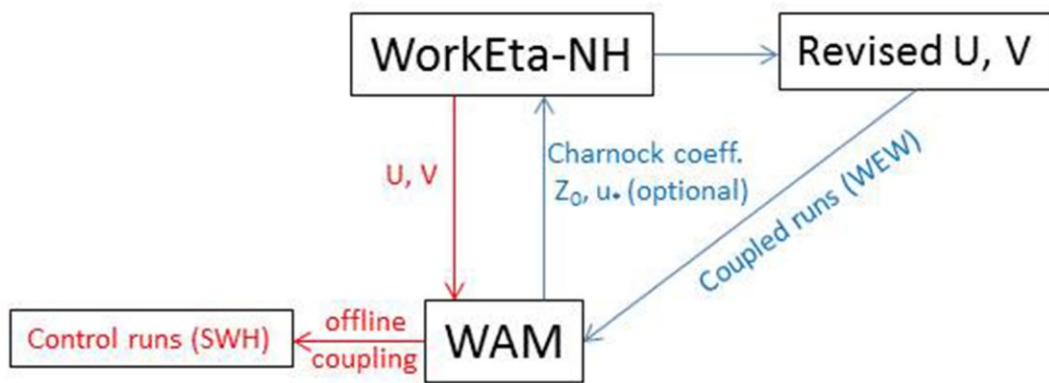 WorkEta-NH
Revised U, V
U, V
Charnock coeff.
Z₀, u⁎ (optional)
Coupled runs (WEW)
Control runs (SWH)
offline
coupling
WAM